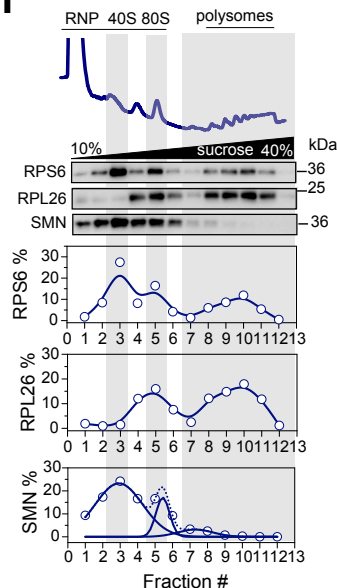 RNP 40S 80S polysomes
10% sucrose 40% kDa
RPS6 36
25
RPL26
SMN 36
RPS6 %
30
20
10
0
0 1 2 3 4 5 6 7 8 9 10 11 12 13
RPL26 %
30
20
10
0
0 1 2 3 4 5 6 7 8 9 10 11 12 13
SMN %
30
20
10
0
0 1 2 3 4 5 6 7 8 9 10 11 12 13
Fraction #